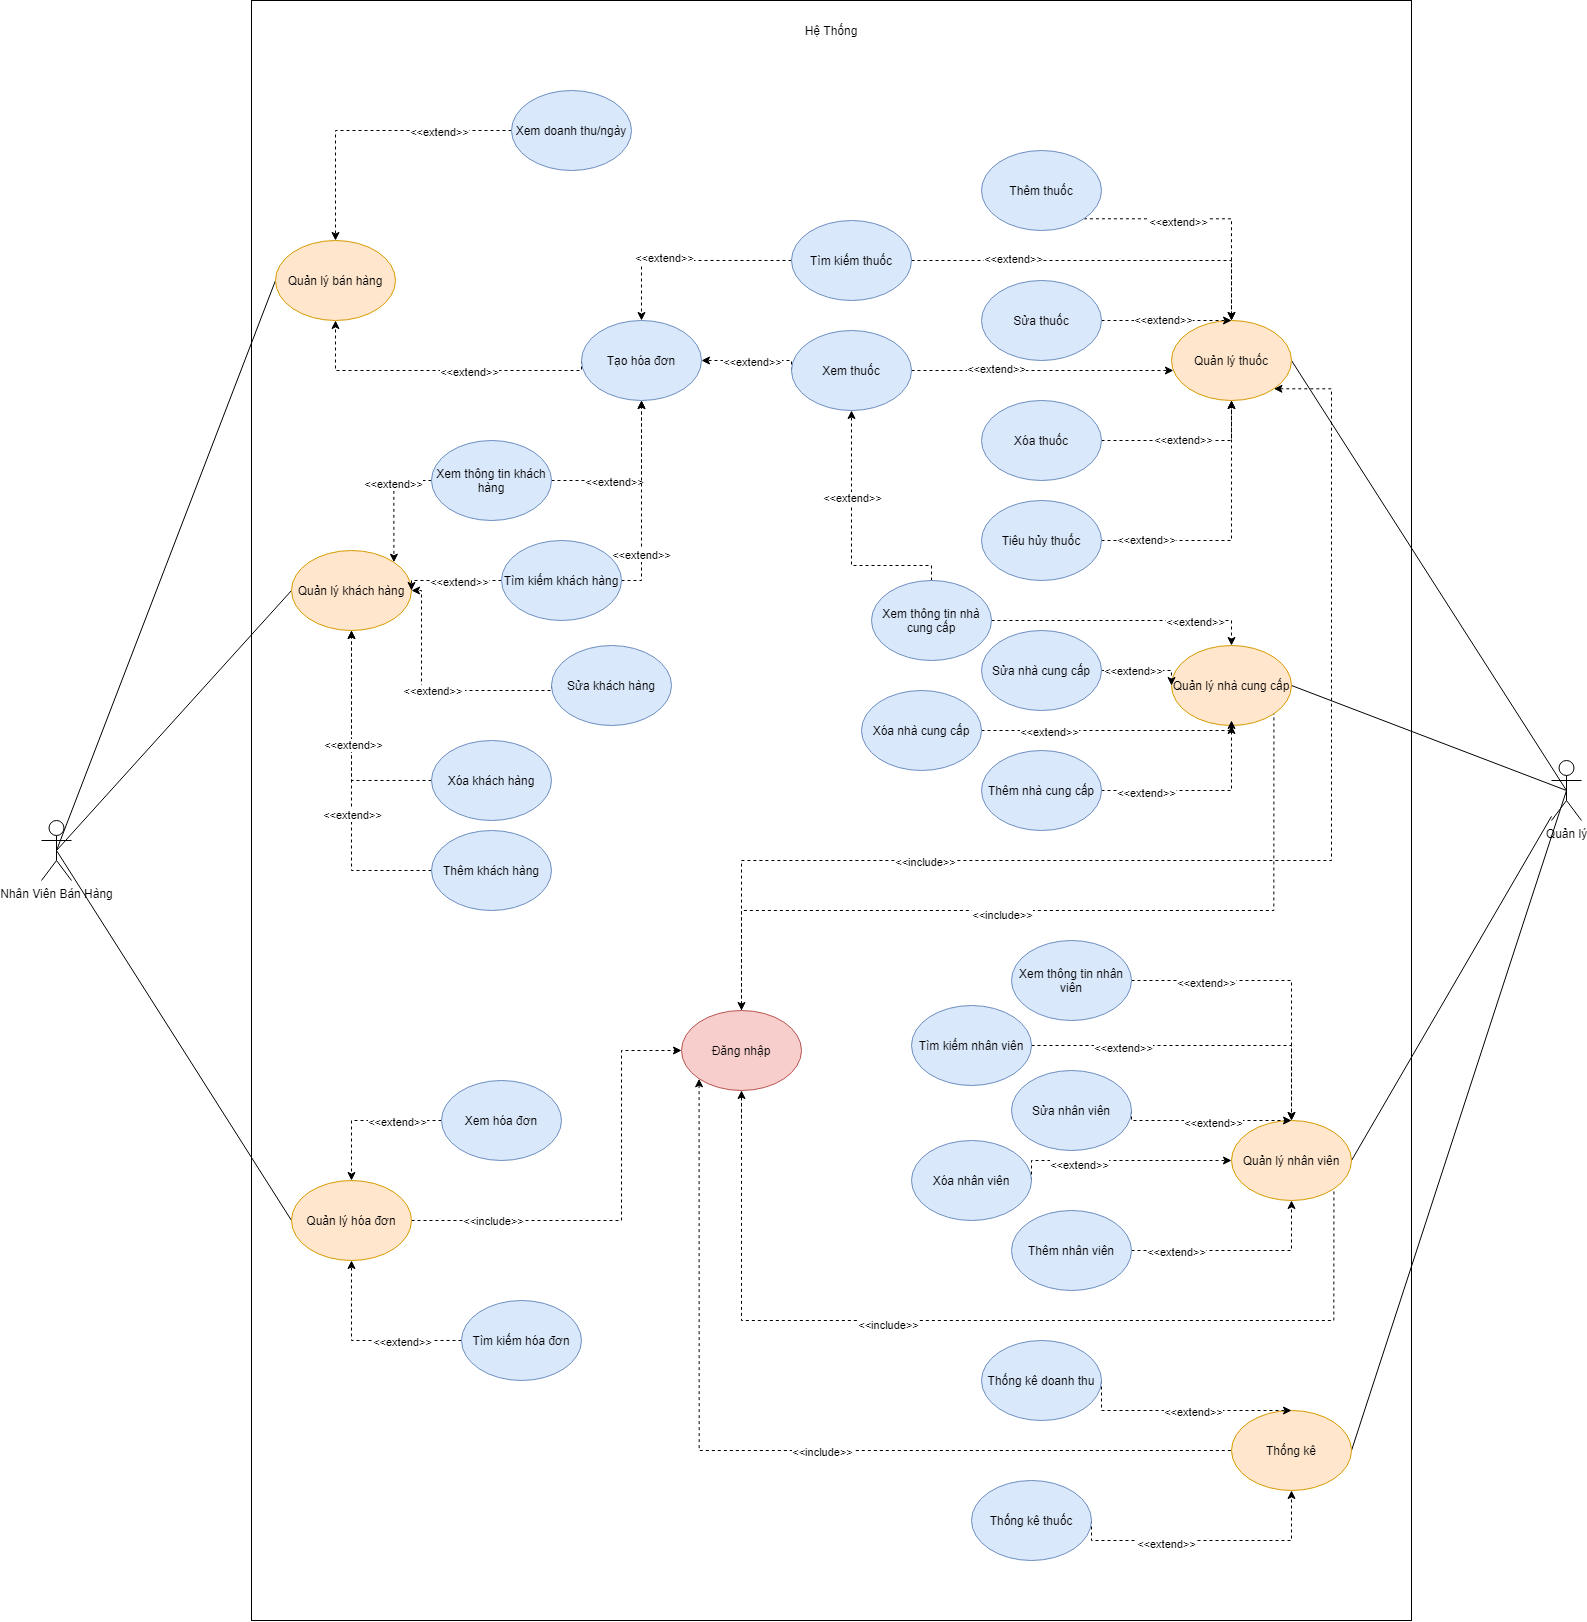 Hệ Thống
Xem doanh thu/ngày
<<extend>>
Thêm thuốc
<<extend>>
Tìm kiếm thuốc
<<extend>>
<<extend>>
Quản lý bán hàng
Sửa thuốc
<<extend>>
Tạo hóa đơn
<<extend>>
Xem thuốc
<<extend>>
Quản lý thuốc
<<extend>>
Xóa thuốc
<<extend>>
Xem thông tin khách
hàng
<<extend>>
<<extend>>
<<extend>>
Tiêu hủy thuốc
<<extend>>
<<extend>>
Quản lý khách hàng
<<extend>>
Tìm kiếm khách hàng
Xem thông tin nhà
cung cấp
<<extend>>
Sửa khách hàng
<<extend>>
Sửa nhà cung cấp
<<extend>>
Quản lý nhà cung cấp
Xóa nhà cung cấp
<<extend>>
<<extend>>
Xóa khách hàng
Thêm nhà cung cấp
<<extend>>
<<extend>>
Quản lý
Thêm khách hàng
<<include>>
Nhân Viên Bán Hàng
<<include>>
Xem thông tin nhân
viên
<<extend>>
Đăng nhập
Tìm kiếm nhân viên
<<extend>>
Xem hóa đơn
<<extend>>
Sửa nhân viên
<<extend>>
Xóa nhân viên
<<extend>>
Quản lý nhân viên
Quản lý hóa đơn
<<include>>
Thêm nhân viên
<<extend>>
<<include>>
Tìm kiếm hóa đơn
<<extend>>
Thống kê doanh thu
<<extend>>
<<include>>
Thống kê
Thống kê thuốc
<<extend>>